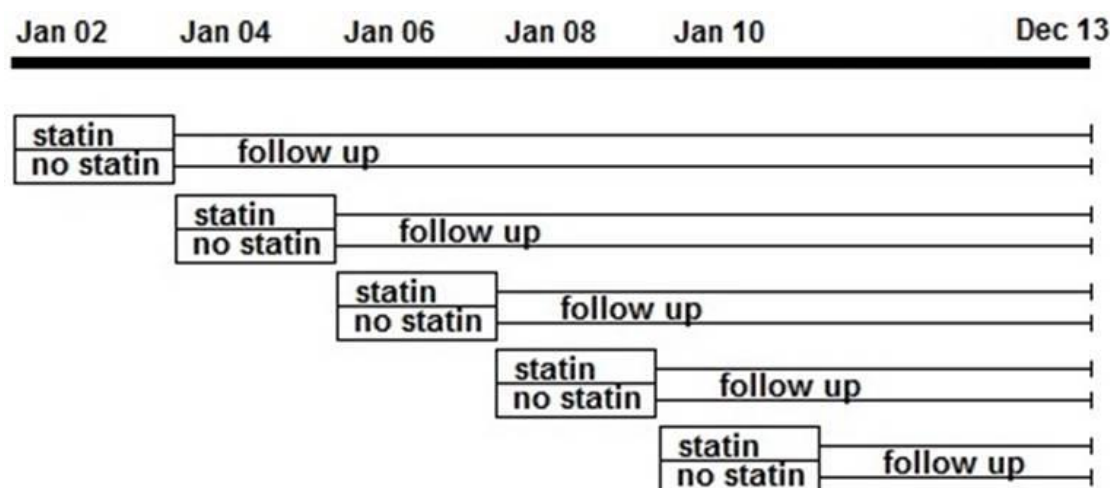 Jan 02 Jan 04 Jan 06 Jan 08 Jan 10 Dec 13
statin
no statin
follow up
statin
no statin
follow up
statin
no statin
follow up
statin
no statin
follow up
statin
no statin
follow up